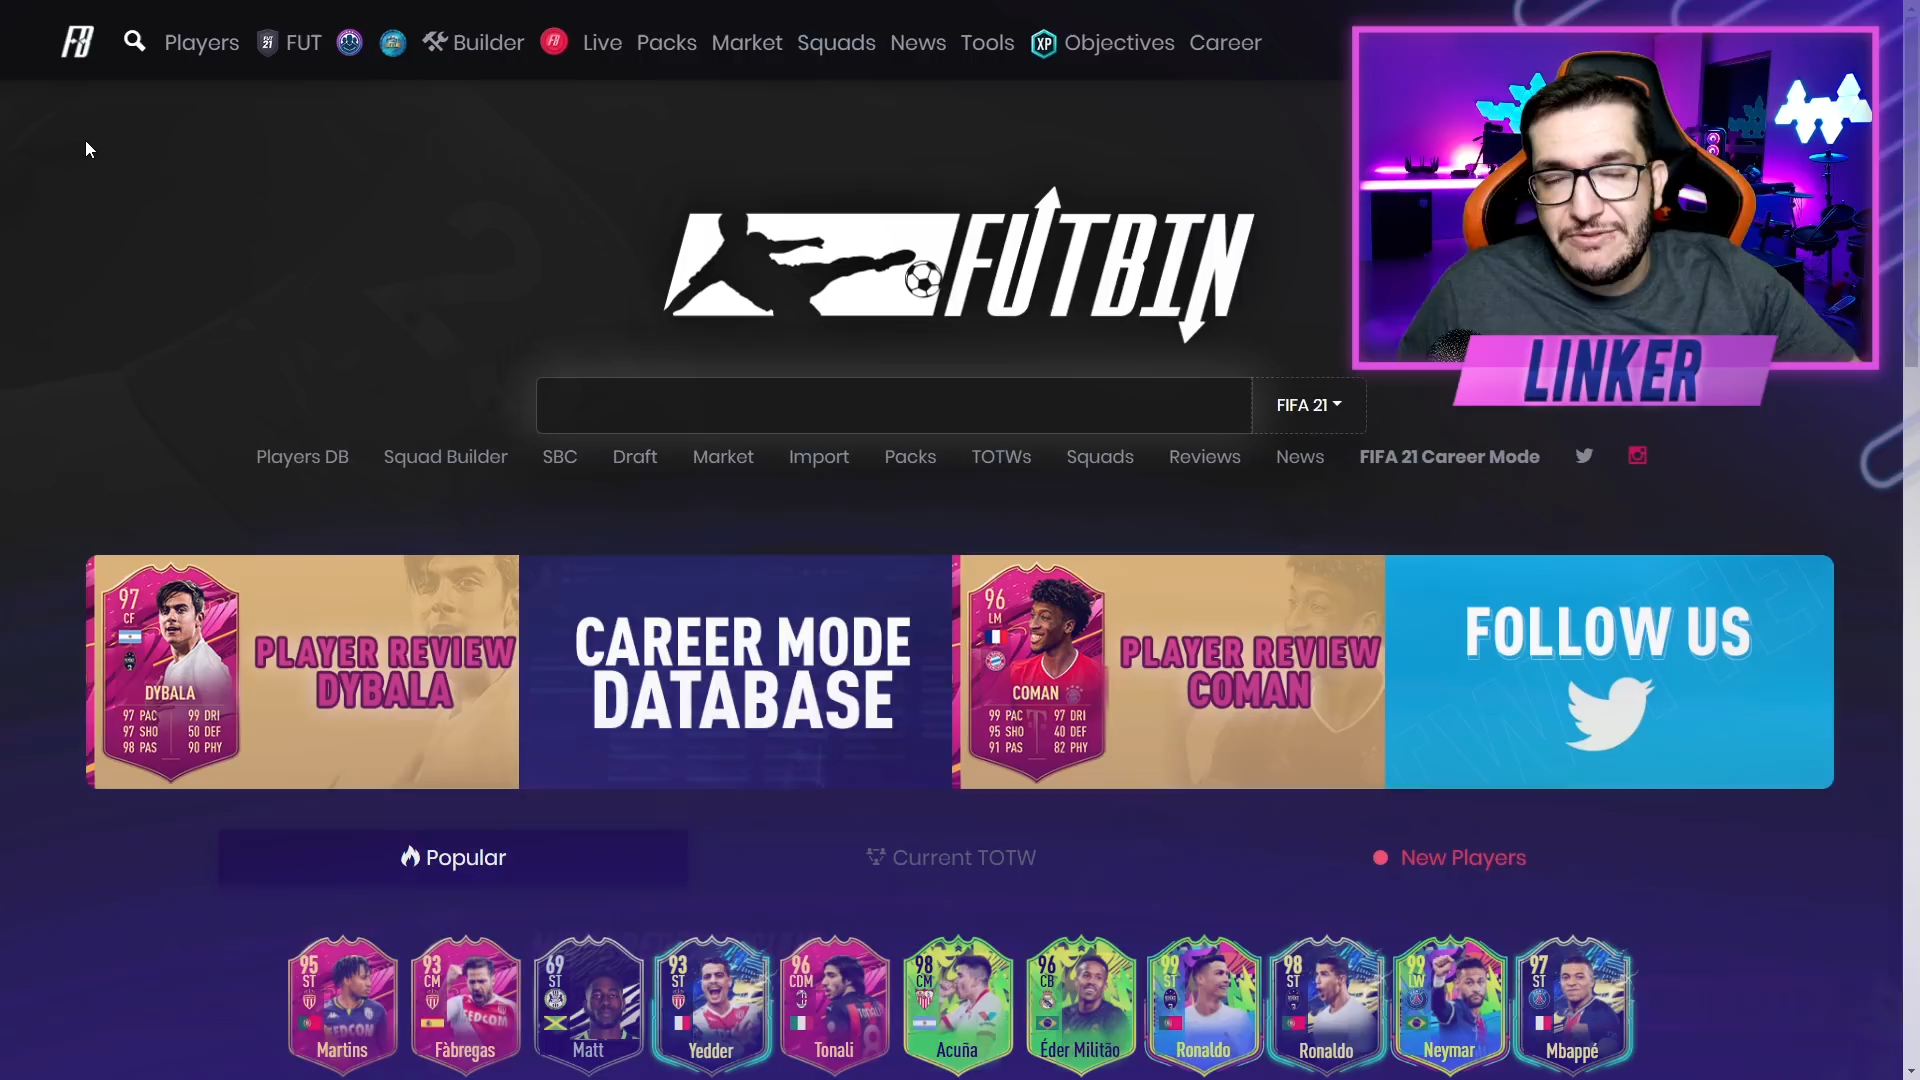 FB Players FUT 21 FUT Builder FB Live Packs Market Squads News Tools XP Objectives Career
FUTBIN
LINKER
FIFA 21
Players DB Squad Builder SBC Draft Market Import Packs TOTWs Squads Reviews News FIFA 21 Career Mode
97
CF
DYBALA
97 PAC 99 DRI
97 SHO 50 DEF
98 PAS 90 PHY
PLAYER REVIEW
DYBALA
CAREER MODE
DATABASE
96
LM
COMAN
99 PAC 97 DRI
95 SHO 40 DEF
91 PAS 82 PHY
PLAYER REVIEW
COMAN
FOLLOW US
Popular Current TOTW New Players
95 ST Martins
93 CM Fàbregas
69 ST Matt
93 ST Yedder
96 CDM Tonali
98 CM Acuña
96 CB Éder Militão
99 ST Ronaldo
98 ST Ronaldo
99 LW Neymar
97 ST Mbappé